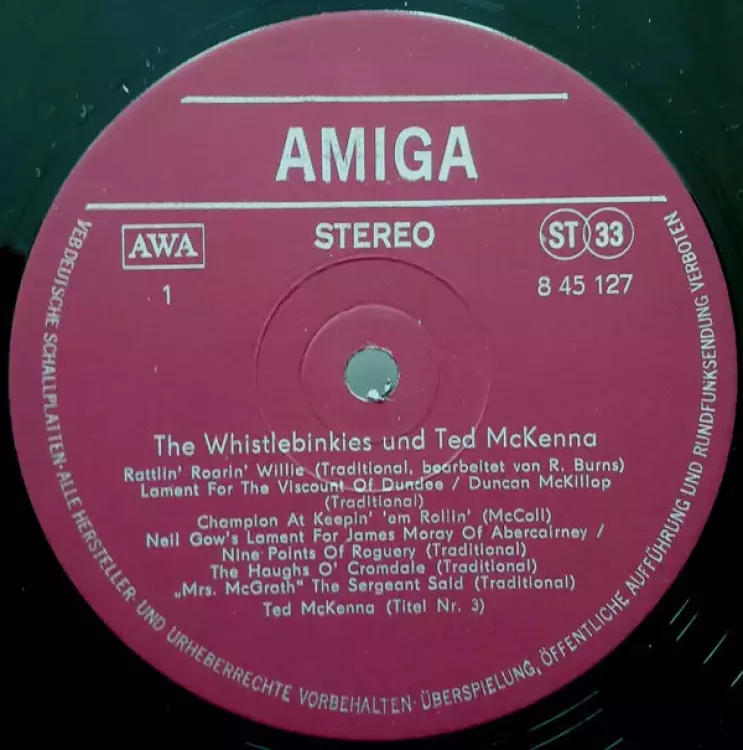 AMIGA
AWA
STEREO
ST 33
1
8 45 127
The Whistlebinkies und Ted McKenna
Rattlin' Roarin' Willie (Traditional, bearbeitet von R. Burns)
Lament For The Viscount Of Dundee / Duncan McKillop
(Traditional)
Champion At Keepin' 'am Rollin' (McColl)
Neil Gow's Lament For James Moray Of Abercairney /
Nine Points Of Roguery (Traditional)
The Haughs O' Cromdale (Traditional)
„Mrs. McGrath“ The Sergeant Said (Traditional)
Ted McKenna (Titel Nr. 3)
VEB DEUTSCHE SCHALLPLATTEN · ALLE HERSTELLER- UND URHEBERRECHTE VORBEHALTEN · ÜBERSPIELUNG, ÖFFENTLICHE AUFFÜHRUNG UND RUNDFUNKSENDUNG VERBOTEN